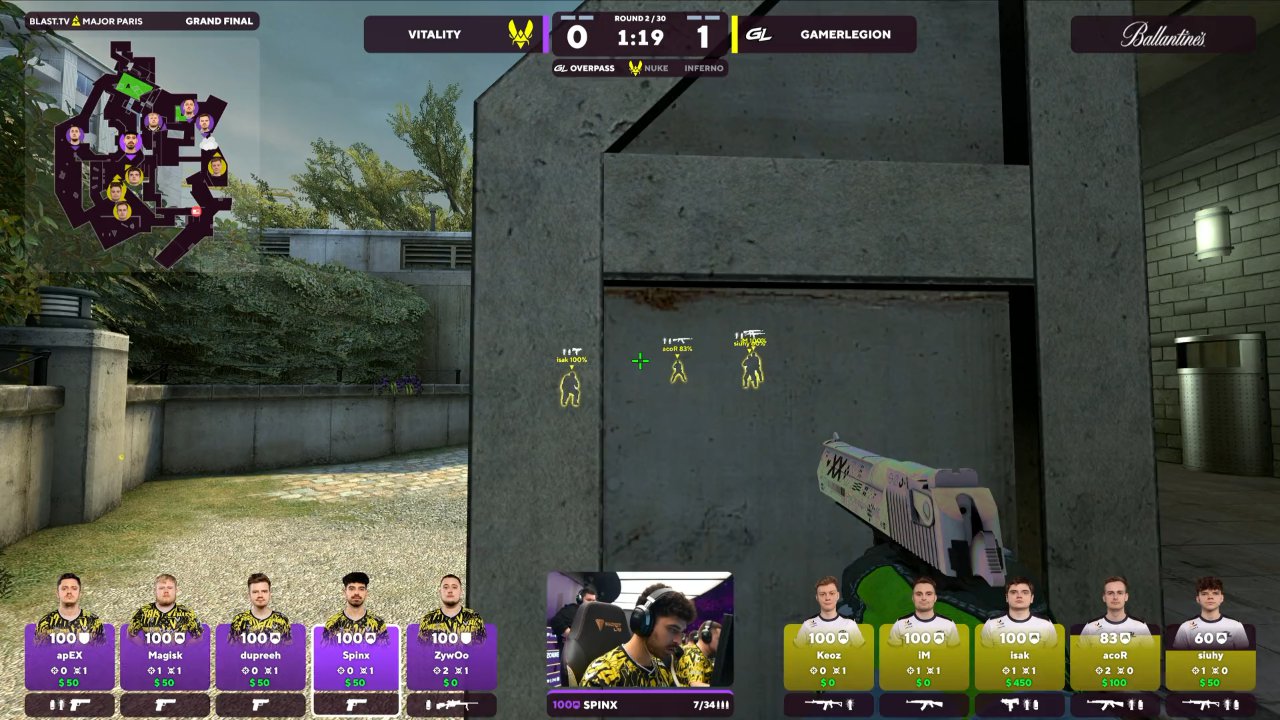 BLAST.TV MAJOR PARIS GRAND FINAL
VITALITY
0
ROUND 2 / 30
1:19
1
GL GAMERLEGION
Ballantine's
GL OVERPASS NUKE INFERNO
isak 100%
acoR 83%
100 100 100 100 100
apEX Magisk dupreeh Spinx ZywOo
0 1 1 1 0 1 0 1 2 1
$ 50 $ 50 $ 50 $ 50 $ 0
100 SPINX 7/34
100 100 100 83 60
Keoz iM isak acoR siuhy
0 1 1 1 1 1 2 0 1 0
$ 0 $ 0 $ 450 $ 100 $ 50